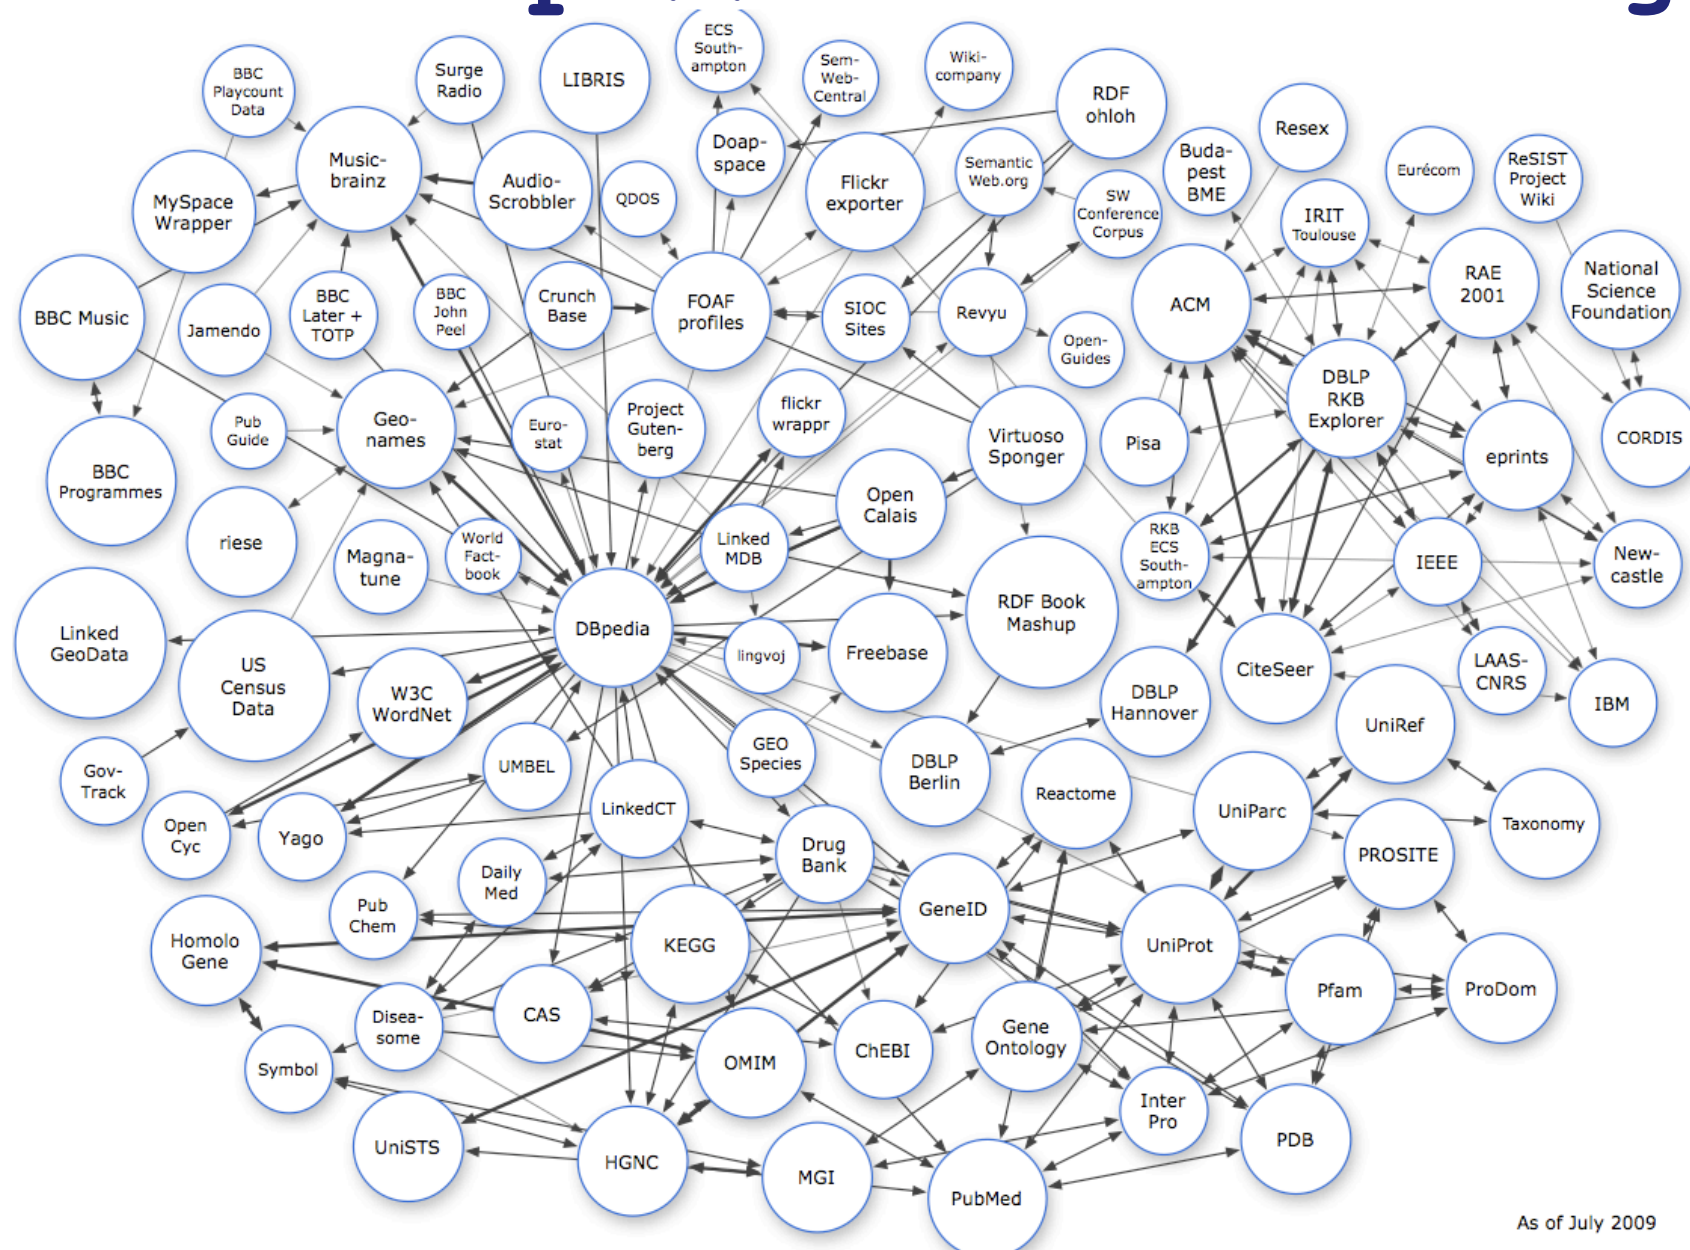 ECS
South-
ampton
Sem-
Web-
Central
Wiki-
company
BBC
Playcount
Data
Surge
Radio
LIBRIS
RDF
ohloh
Music-
brainz
Doap-
space
Resex
MySpace
Wrapper
Audio-
Scrobbler
QDOS
Flickr
exporter
Semantic
Web.org
SW
Conference
Corpus
Buda-
pest
BME
IRIT
Toulouse
Eurécom
ReSIST
Project
Wiki
BBC Music
Jamendo
BBC
Later +
TOTP
BBC
John
Peel
Crunch
Base
FOAF
profiles
SIOC
Sites
Revyu
Open-
Guides
ACM
RAE
2001
National
Science
Foundation
DBLP
RKB
Explorer
Pub
Guide
Geo-
names
Euro-
stat
Project
Guten-
berg
flickr
wrappr
Virtuoso
Sponger
Pisa
eprints
CORDIS
BBC
Programmes
riese
Magna-
tune
World
Fact-
book
Linked
MDB
Open
Calais
RKB
ECS
South-
ampton
IEEE
New-
castle
Linked
GeoData
US
Census
Data
W3C
WordNet
DBpedia
lingvoj
Freebase
RDF Book
Mashup
DBLP
Hannover
CiteSeer
LAAS-
CNRS
IBM
Gov-
Track
UMBEL
GEO
Species
DBLP
Berlin
Reactome
UniParc
UniRef
Taxonomy
Open
Cyc
Yago
LinkedCT
Drug
Bank
PROSITE
Daily
Med
Pub
Chem
Homolo
Gene
KEGG
GeneID
UniProt
Pfam
ProDom
Disea-
some
CAS
OMIM
ChEBI
Gene
Ontology
Symbol
Inter
Pro
PDB
UniSTS
HGNC
MGI
PubMed
As of July 2009